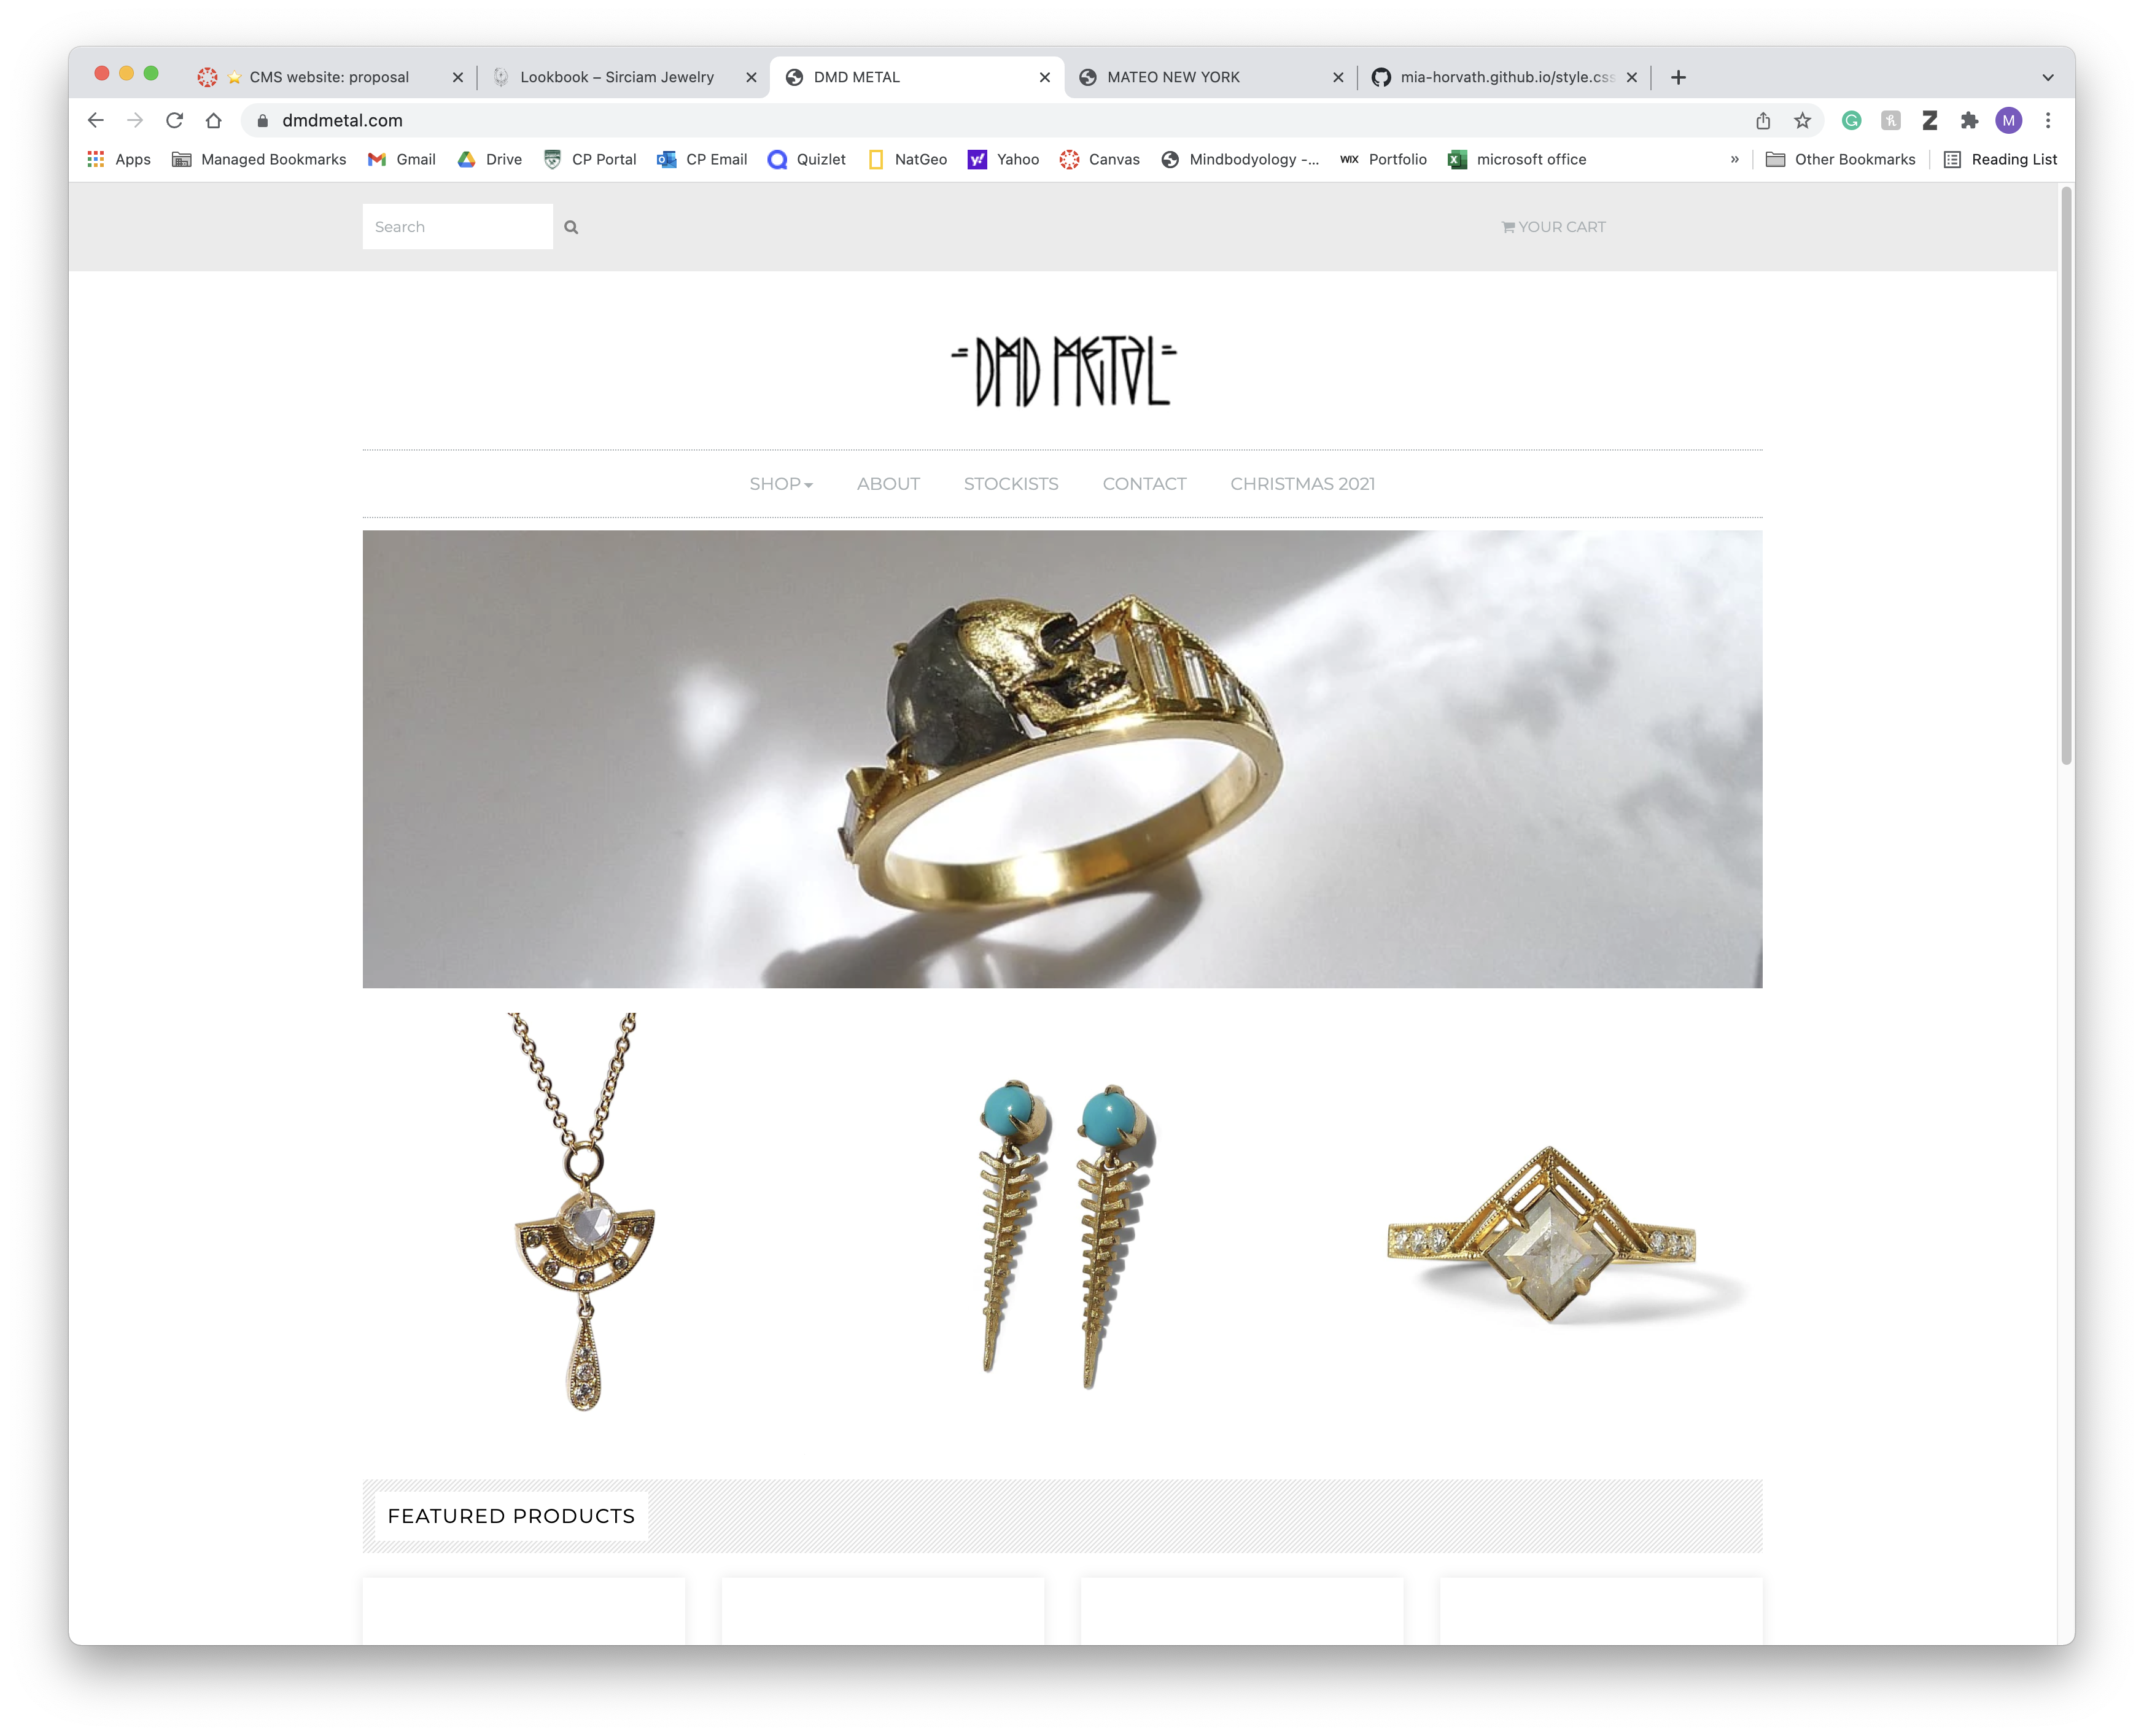 CMS website: proposal
Lookbook – Sirciam Jewelry
DMD METAL
MATEO NEW YORK
mia-horvath.github.io/style.css
dmdmetal.com
M
Apps
Managed Bookmarks
Gmail
Drive
CP Portal
CP Email
Quizlet
NatGeo
Yahoo
Canvas
Mindbodyology -...
WIX Portfolio
microsoft office
»
Other Bookmarks
Reading List
Search
YOUR CART
DMD METAL
SHOP
ABOUT
STOCKISTS
CONTACT
CHRISTMAS 2021
FEATURED PRODUCTS